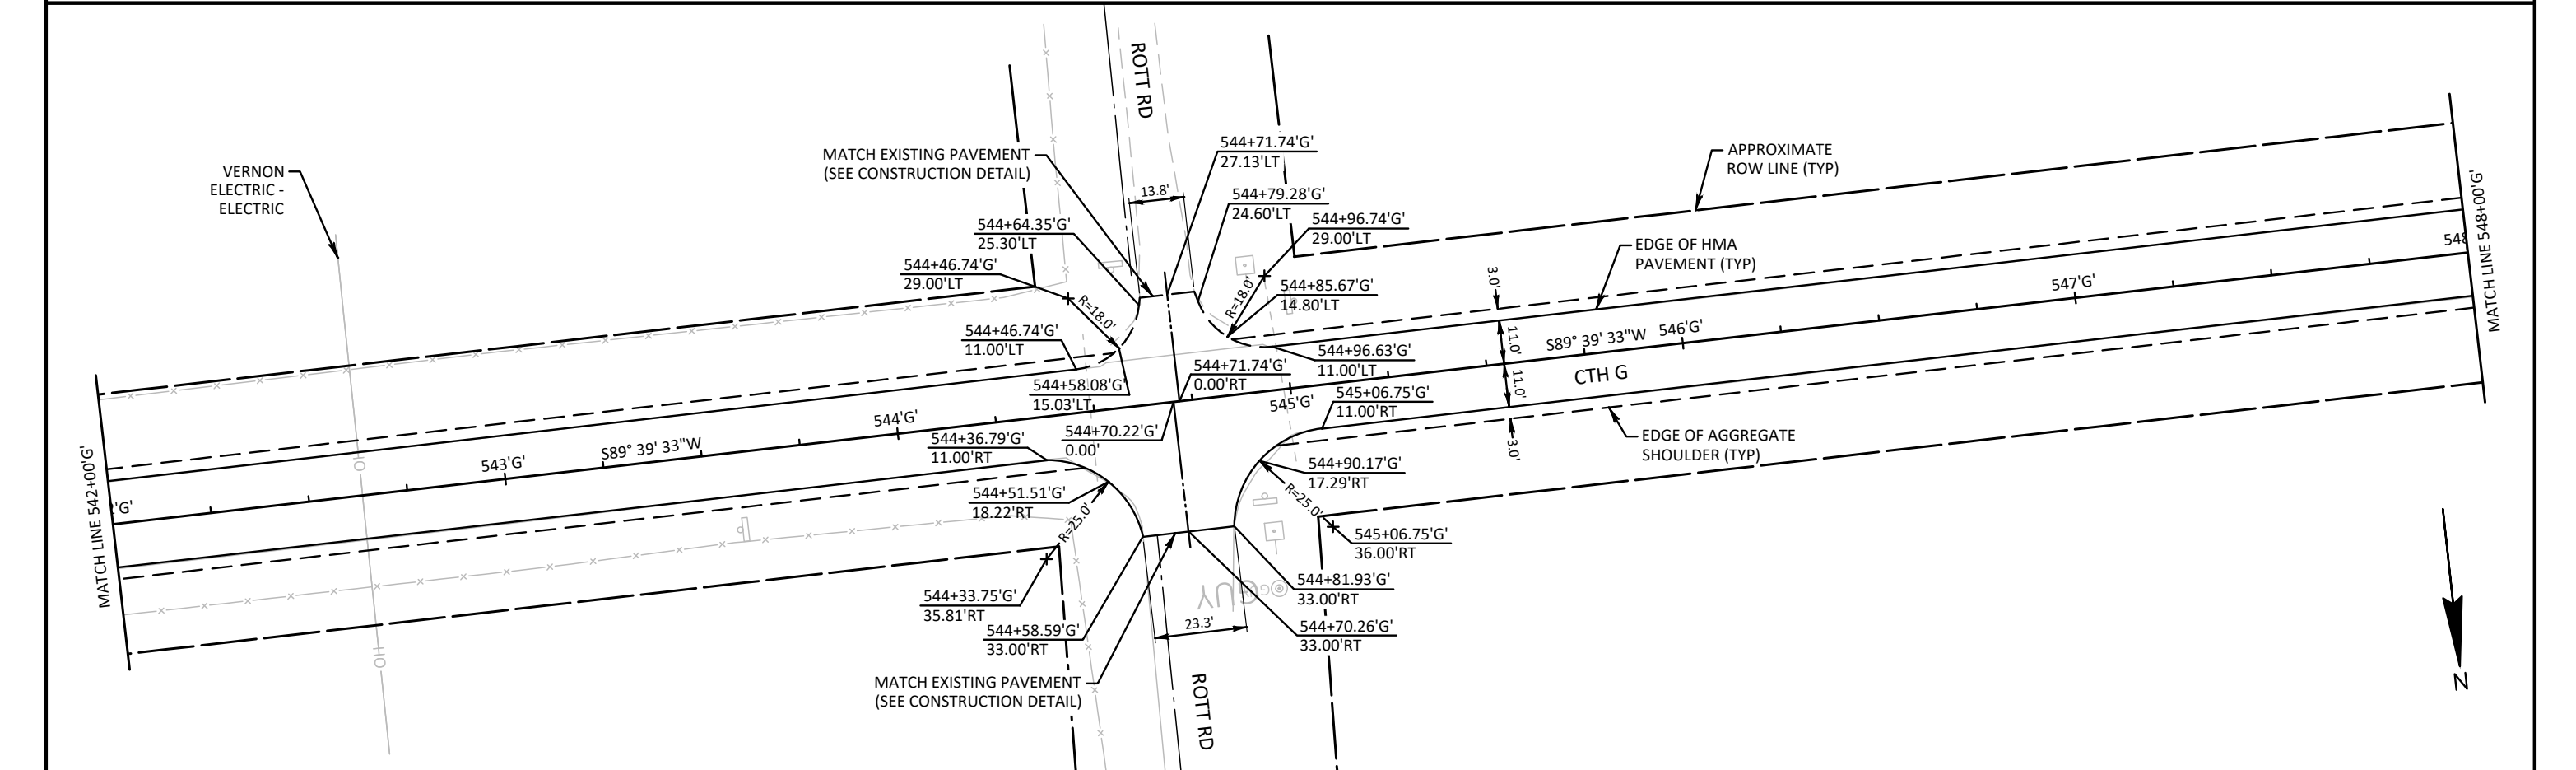 ROTT RD
MATCH EXISTING PAVEMENT
(SEE CONSTRUCTION DETAIL)
VERNON
ELECTRIC -
ELECTRIC
544+71.74'G'
27.13'LT
13.8'
544+79.28'G'
24.60'LT
544+64.35'G'
25.30'LT
544+96.74'G'
29.00'LT
APPROXIMATE
ROW LINE (TYP)
EDGE OF HMA
PAVEMENT (TYP)
544+46.74'G'
29.00'LT
R=18.0'
R=18.0'
544+85.67'G'
14.80'LT
3.0'
547'G'
548
MATCH LINE 548+00'G'
544+46.74'G'
11.00'LT
544+96.63'G'
11.00'LT
11.0'
S89° 39' 33"W
546'G'
544+58.08'G'
15.03'LT
544+71.74'G'
0.00'RT
11.0'
CTH G
545'G'
545+06.75'G'
11.00'RT
544'G'
544+70.22'G'
0.00'
544+36.79'G'
11.00'RT
S89° 39' 33"W
543'G'
3.0'
EDGE OF AGGREGATE
SHOULDER (TYP)
OH
'G'
MATCH LINE 542+00'G'
544+90.17'G'
17.29'RT
544+51.51'G'
18.22'RT
R=25.0'
R=25.0'
545+06.75'G'
36.00'RT
544+81.93'G'
33.00'RT
GUY
544+33.75'G'
35.81'RT
544+58.59'G'
33.00'RT
23.3'
544+70.26'G'
33.00'RT
OH
MATCH EXISTING PAVEMENT
(SEE CONSTRUCTION DETAIL)
ROTT RD
N